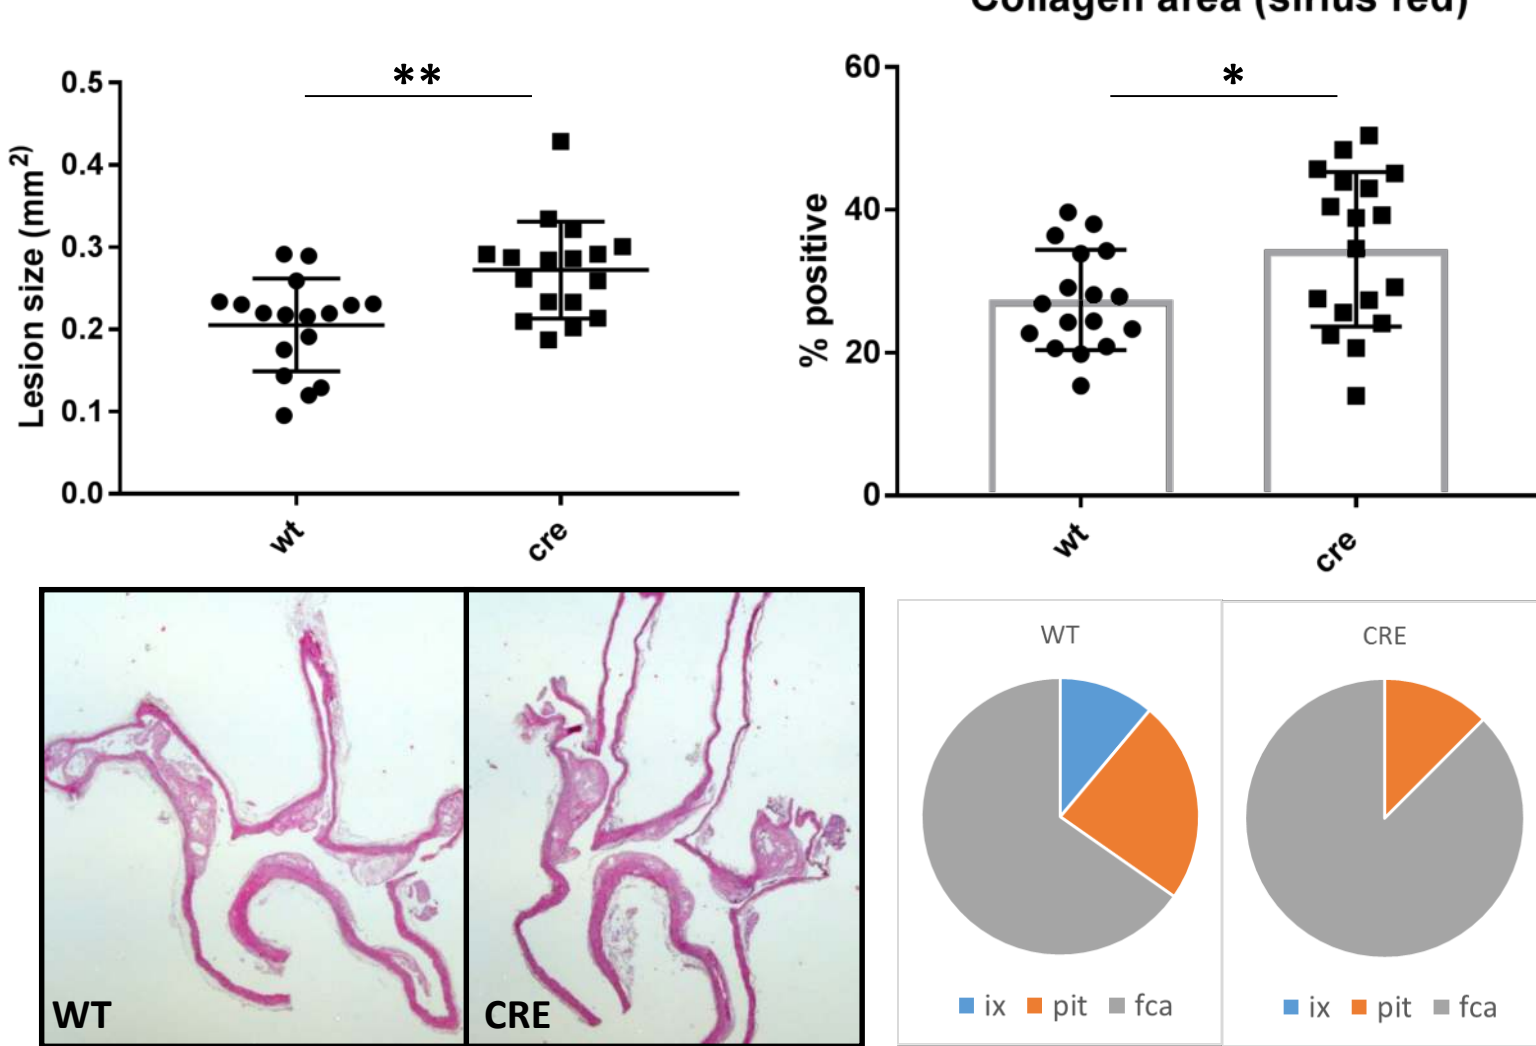 Collagen area (sirius red)
**
*
Lesion size (mm²)
0.5
0.4
0.3
0.2
0.1
0.0
wt
cre
% positive
60
40
20
0
wt
cre
WT
CRE
WT
ix pit fca
CRE
ix pit fca